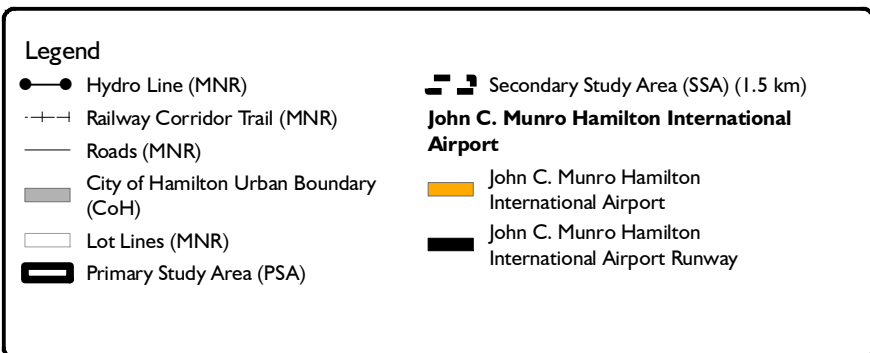 Legend
Hydro Line (MNR)
Railway Corridor Trail (MNR)
Roads (MNR)
City of Hamilton Urban Boundary
(CoH)
Lot Lines (MNR)
Primary Study Area (PSA)
Secondary Study Area (SSA) (1.5 km)
John C. Munro Hamilton International
Airport
John C. Munro Hamilton
International Airport
John C. Munro Hamilton
International Airport Runway